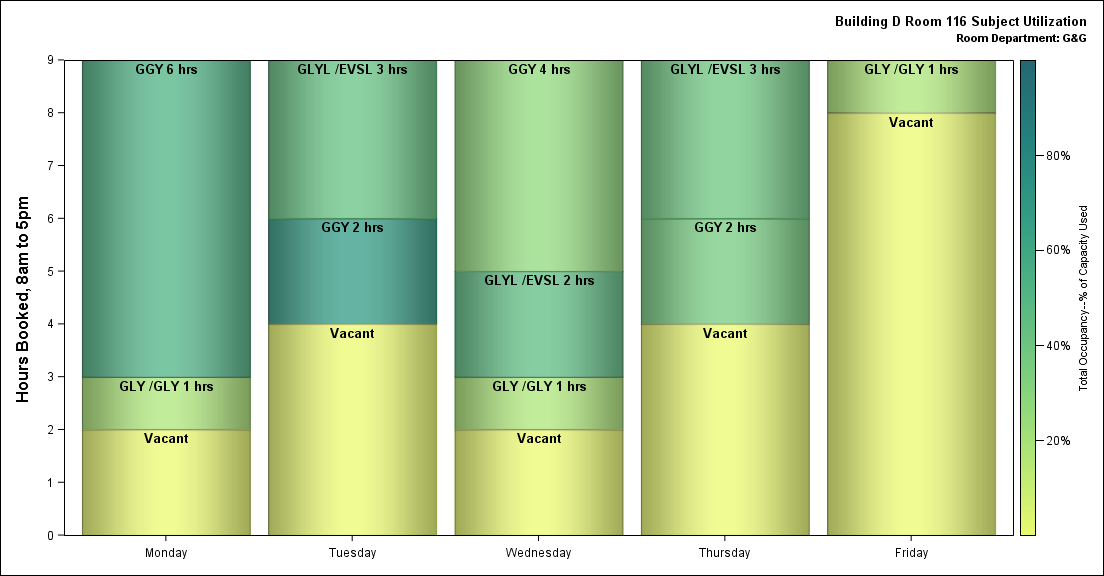 Building D Room 116 Subject Utilization
Room Department: G&G
Hours Booked, 8am to 5pm
9
8
7
6
5
4
3
2
1
0
GGY 6 hrs
GLY /GLY 1 hrs
Vacant
GLYL /EVSL 3 hrs
GGY 2 hrs
Vacant
GGY 4 hrs
GLYL /EVSL 2 hrs
GLY /GLY 1 hrs
Vacant
GLYL /EVSL 3 hrs
GGY 2 hrs
Vacant
GLY /GLY 1 hrs
Vacant
Monday
Tuesday
Wednesday
Thursday
Friday
80%
60%
40%
20%
Total Occupancy--% of Capacity Used